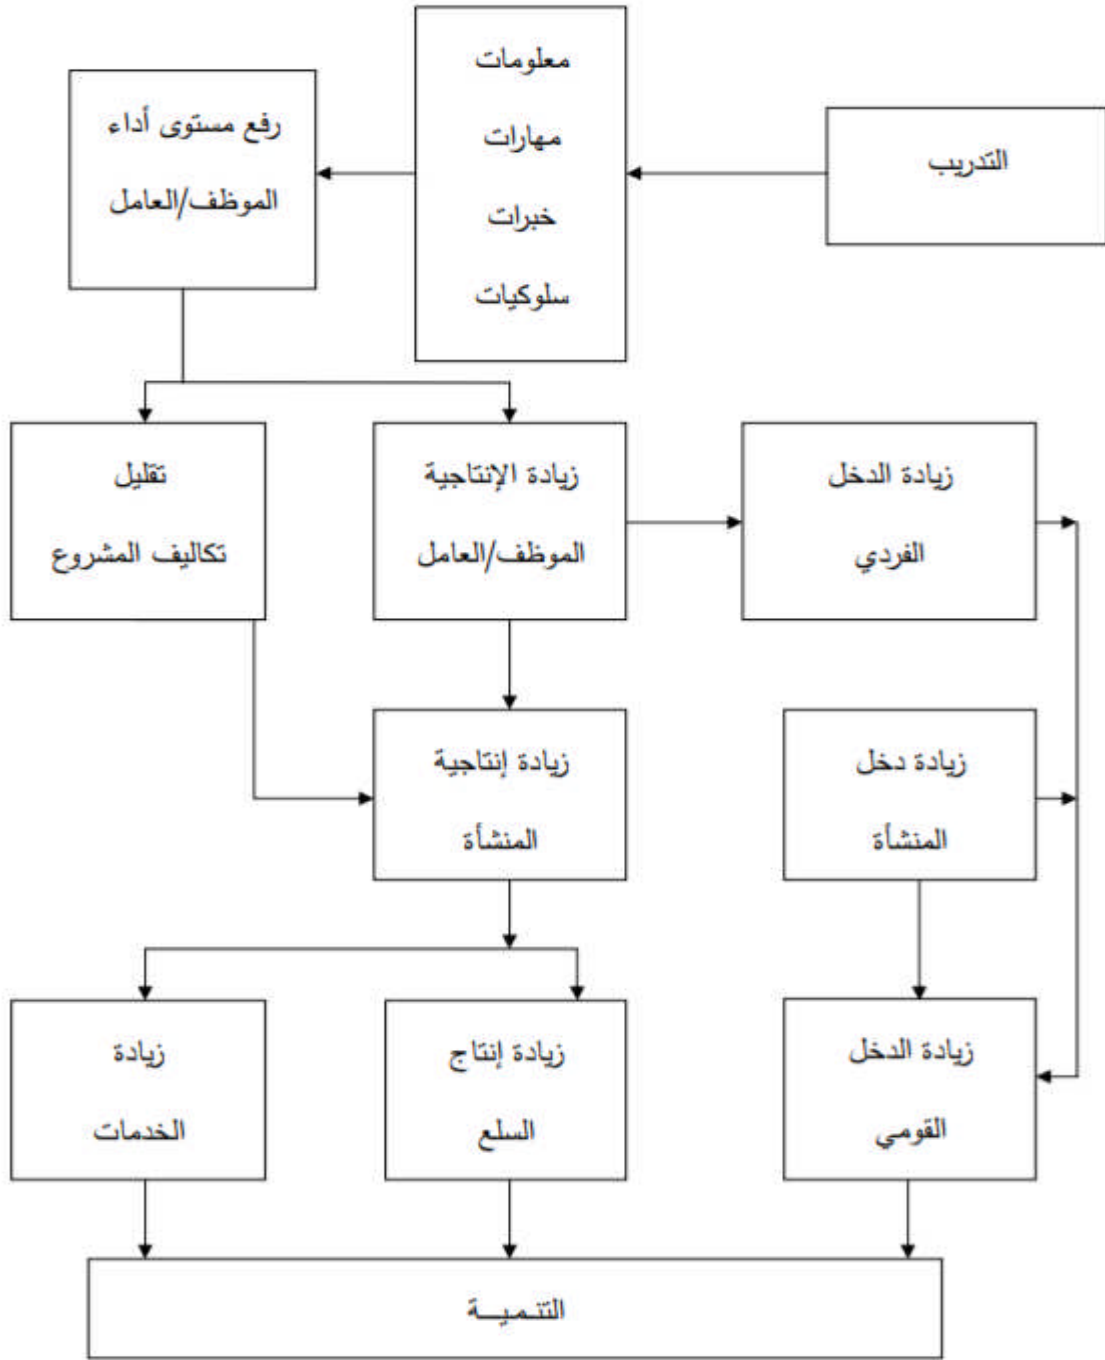 التدريب
معلومات
مهارات
خبرات
سلوكيات
رفع مستوى أداء
الموظف/العامل
زيادة الدخل
الفردي
زيادة الإنتاجية
الموظف/العامل
تقليل
تكاليف المشروع
زيادة دخل
المنشأة
زيادة إنتاجية
المنشأة
زيادة الدخل
القومي
زيادة إنتاج
السلع
زيادة
الخدمات
التنـميـــة